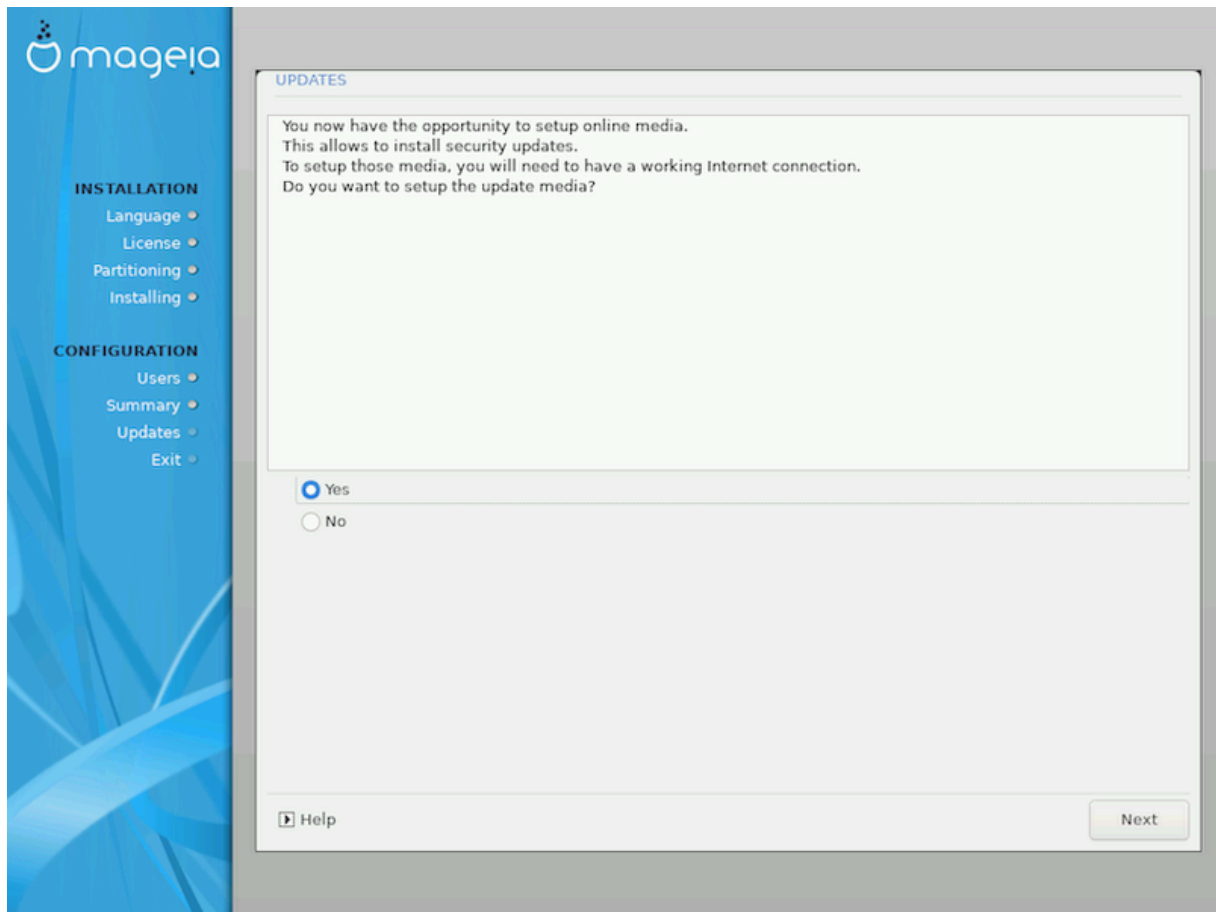 mageia
INSTALLATION
Language
License
Partitioning
Installing
CONFIGURATION
Users
Summary
Updates
Exit
UPDATES
You now have the opportunity to setup online media.
This allows to install security updates.
To setup those media, you will need to have a working Internet connection.
Do you want to setup the update media?
Yes
No
Help
Next